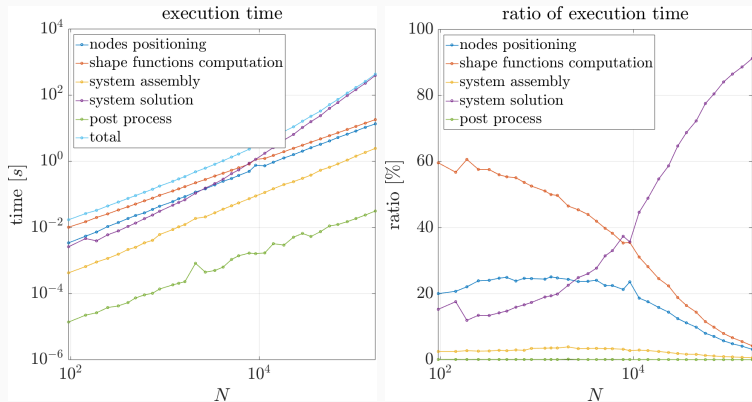 execution time
10^4
10^2
10^0
10^-2
10^-4
10^-6
time [s]
nodes positioning
shape functions computation
system assembly
system solution
post process
total
10^2
10^4
N
ratio of execution time
100
80
60
40
20
0
ratio [%]
nodes positioning
shape functions computation
system assembly
system solution
post process
10^2
10^4
N